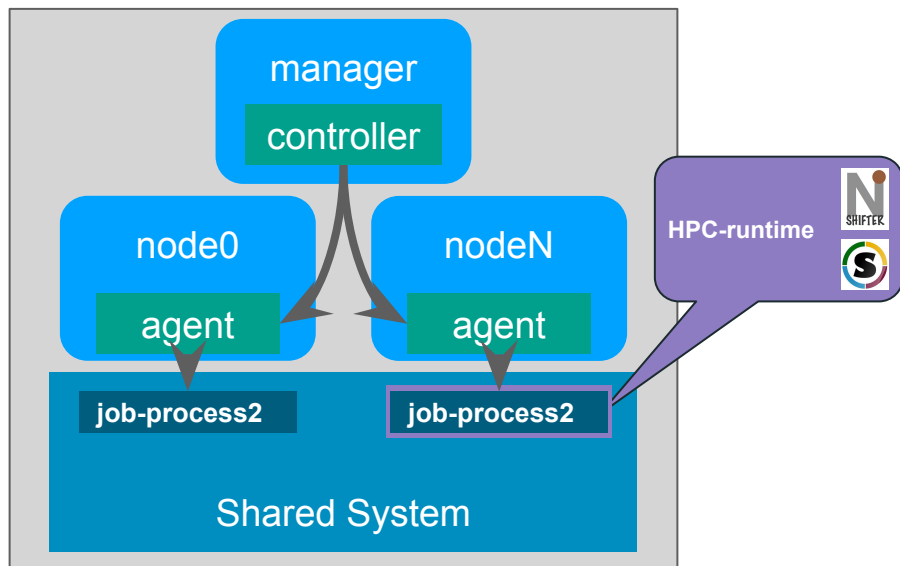 manager
controller
node0
nodeN
agent
agent
HPC-runtime
N
SHIFTER
S
job-process2
job-process2
Shared System